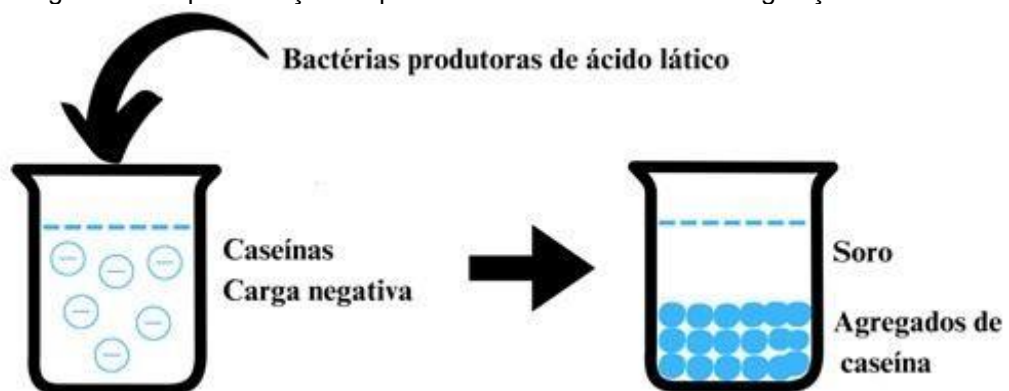 Bactérias produtoras de ácido lático
Caseínas
Carga negativa
Soro
Agregados de
caseína